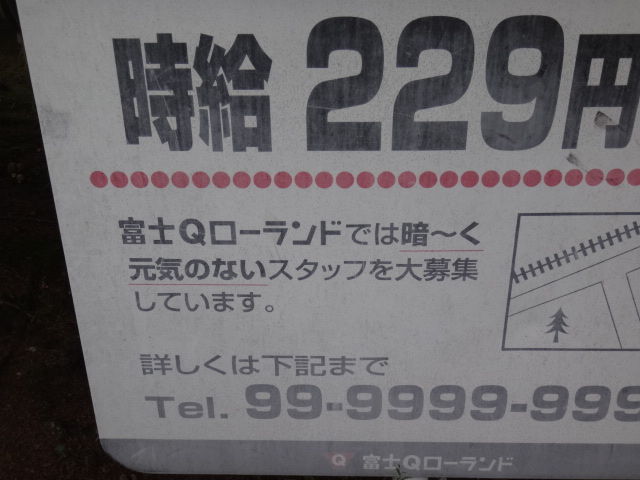 時給 229円
富士Qローランドでは暗〜く
元気のないスタッフを大募集
しています。
詳しくは下記まで
Tel. 99-9999-999
Q 富士Qローランド